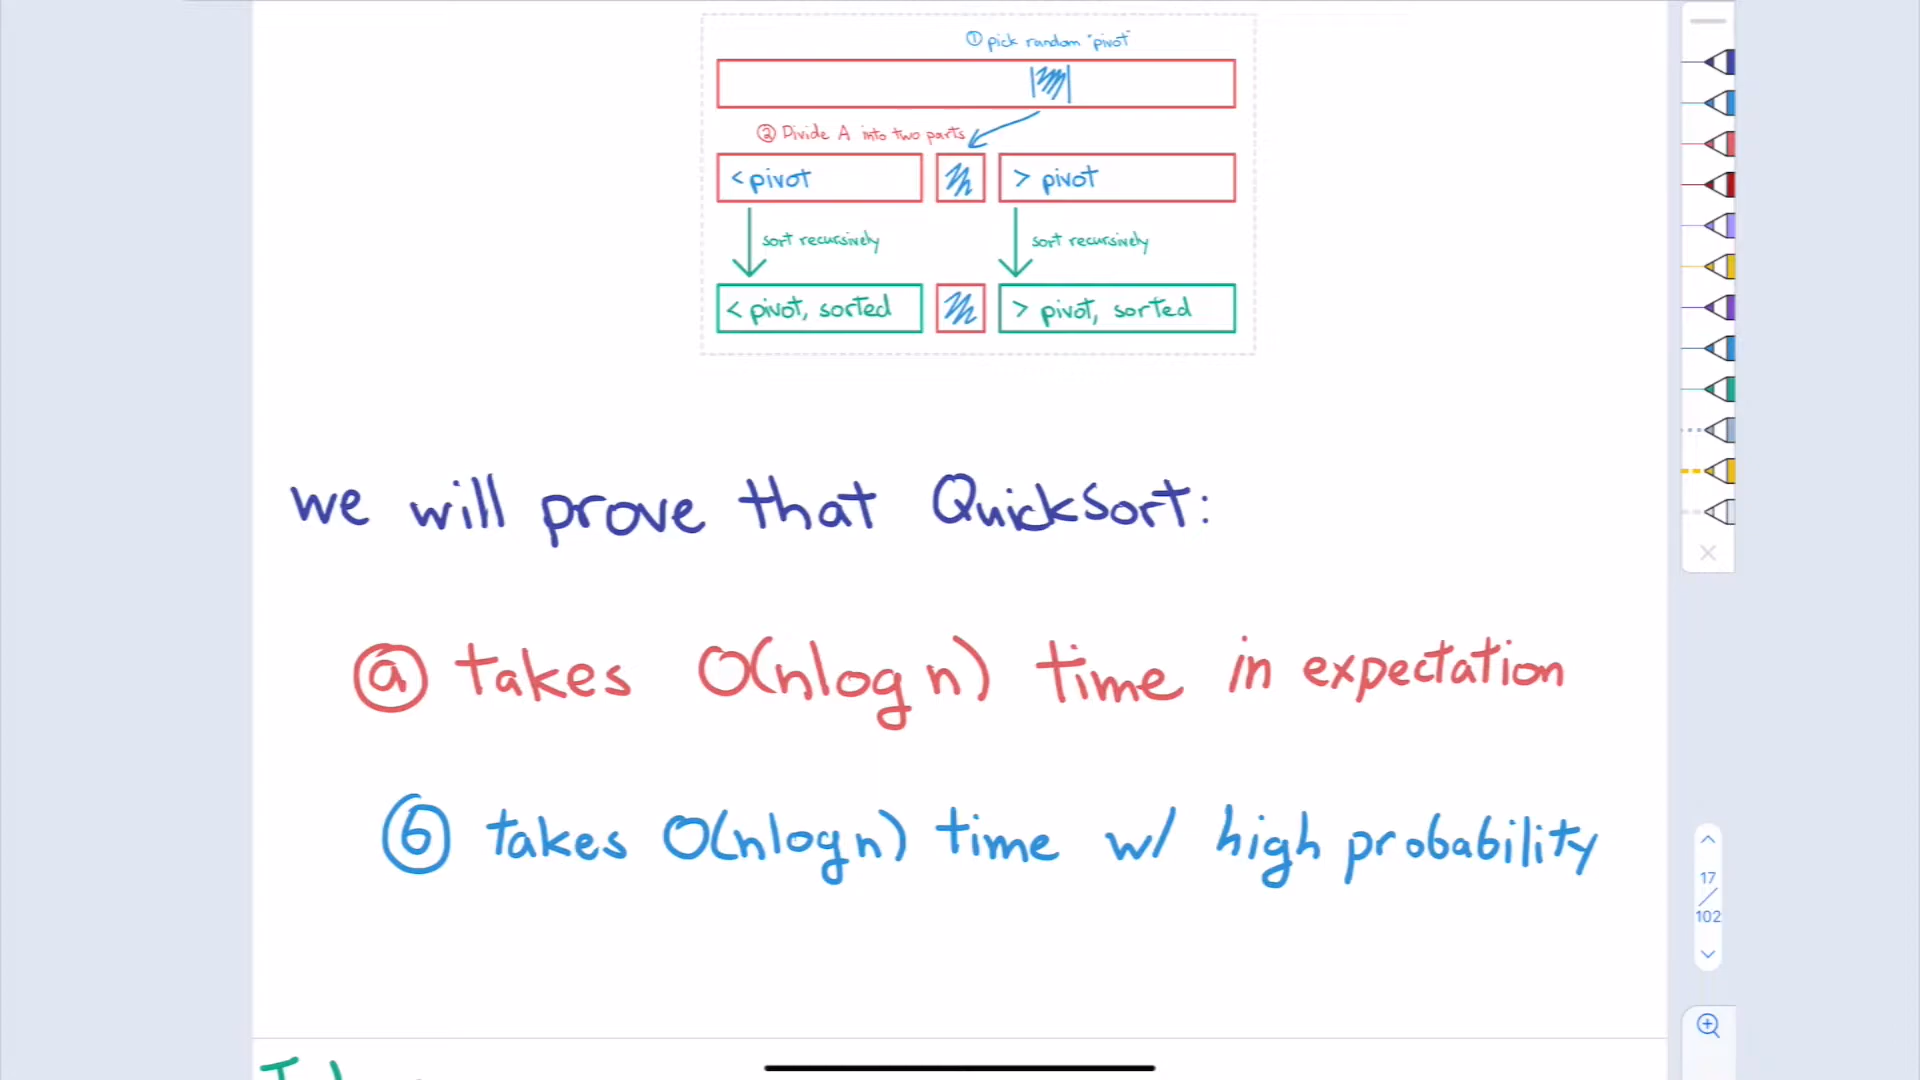 ① pick random "pivot"
② Divide A into two parts
< pivot
> pivot
sort recursively
sort recursively
< pivot, sorted
> pivot, sorted
we will prove that QuickSort:
ⓐ takes O(nlog n) time in expectation
ⓑ takes O(nlogn) time w/ high probability
17
/
102